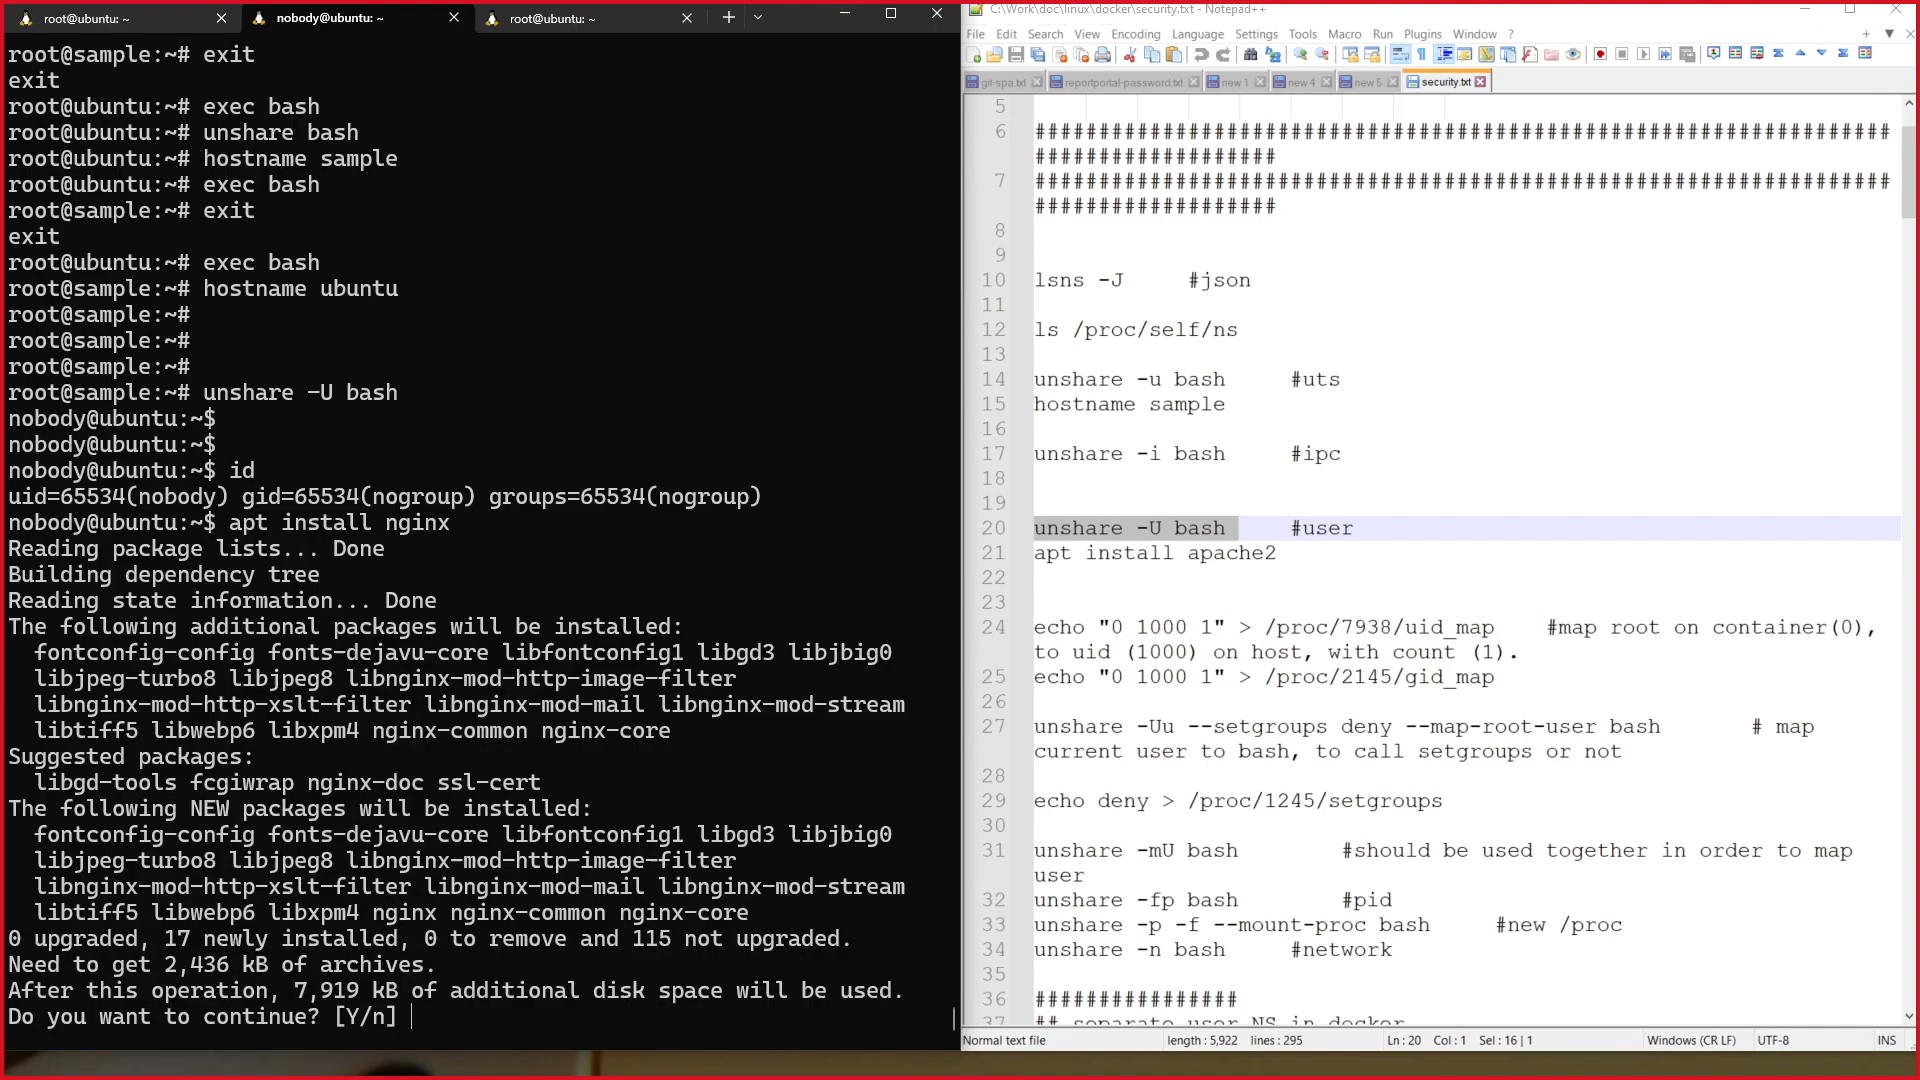 root@ubuntu: ~
nobody@ubuntu: ~
root@ubuntu: ~
root@sample:~# exit
exit
root@ubuntu:~# exec bash
root@ubuntu:~# unshare bash
root@ubuntu:~# hostname sample
root@ubuntu:~# exec bash
root@sample:~# exit
exit
root@ubuntu:~# exec bash
root@sample:~# hostname ubuntu
root@sample:~#
root@sample:~#
root@sample:~#
root@sample:~# unshare -U bash
nobody@ubuntu:~$
nobody@ubuntu:~$
nobody@ubuntu:~$ id
uid=65534(nobody) gid=65534(nogroup) groups=65534(nogroup)
nobody@ubuntu:~$ apt install nginx
Reading package lists... Done
Building dependency tree
Reading state information... Done
The following additional packages will be installed:
fontconfig-config fonts-dejavu-core libfontconfig1 libgd3 libjbig0
libjpeg-turbo8 libjpeg8 libnginx-mod-http-image-filter
libnginx-mod-http-xslt-filter libnginx-mod-mail libnginx-mod-stream
libtiff5 libwebp6 libxpm4 nginx-common nginx-core
Suggested packages:
libgd-tools fcgiwrap nginx-doc ssl-cert
The following NEW packages will be installed:
fontconfig-config fonts-dejavu-core libfontconfig1 libgd3 libjbig0
libjpeg-turbo8 libjpeg8 libnginx-mod-http-image-filter
libnginx-mod-http-xslt-filter libnginx-mod-mail libnginx-mod-stream
libtiff5 libwebp6 libxpm4 nginx nginx-common nginx-core
0 upgraded, 17 newly installed, 0 to remove and 115 not upgraded.
Need to get 2,436 kB of archives.
After this operation, 7,919 kB of additional disk space will be used.
Do you want to continue? [Y/n]
C:\Work\doc\linux\docker\security.txt - Notepad++
File Edit Search View Encoding Language Settings Tools Macro Run Plugins Window ?
git-spa.txt reportportal-password.txt new 1 new 4 new 5 security.txt
5
6 ###################################################################
###################
7 ###################################################################
###################
8
9
10 lsns -J #json
11
12 ls /proc/self/ns
13
14 unshare -u bash #uts
15 hostname sample
16
17 unshare -i bash #ipc
18
19
20 unshare -U bash #user
21 apt install apache2
22
23
24 echo "0 1000 1" > /proc/7938/uid_map #map root on container(0),
to uid (1000) on host, with count (1).
25 echo "0 1000 1" > /proc/2145/gid_map
26
27 unshare -Uu --setgroups deny --map-root-user bash # map
current user to bash, to call setgroups or not
28
29 echo deny > /proc/1245/setgroups
30
31 unshare -mU bash #should be used together in order to map
user
32 unshare -fp bash #pid
33 unshare -p -f --mount-proc bash #new /proc
34 unshare -n bash #network
35
36 ################
37 ## separate user NS in docker
Normal text file length : 5,922 lines : 295 Ln : 20 Col : 1 Sel : 16 | 1 Windows (CR LF) UTF-8 INS